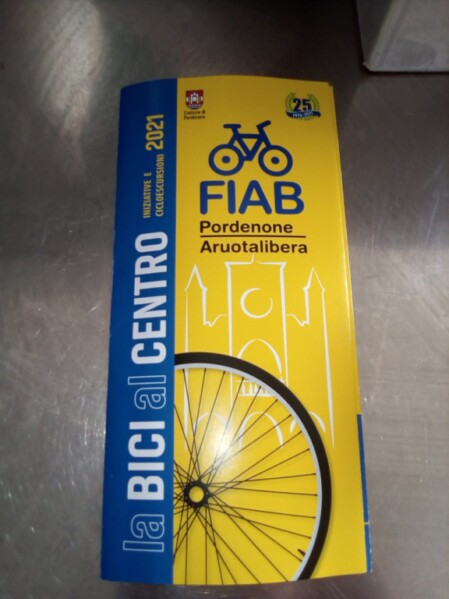 la BICI al CENTRO
INIZIATIVE E
CICLOESCURSIONI 2021
Comune di
Pordenone
25
FIAB
Pordenone
Aruotalibera